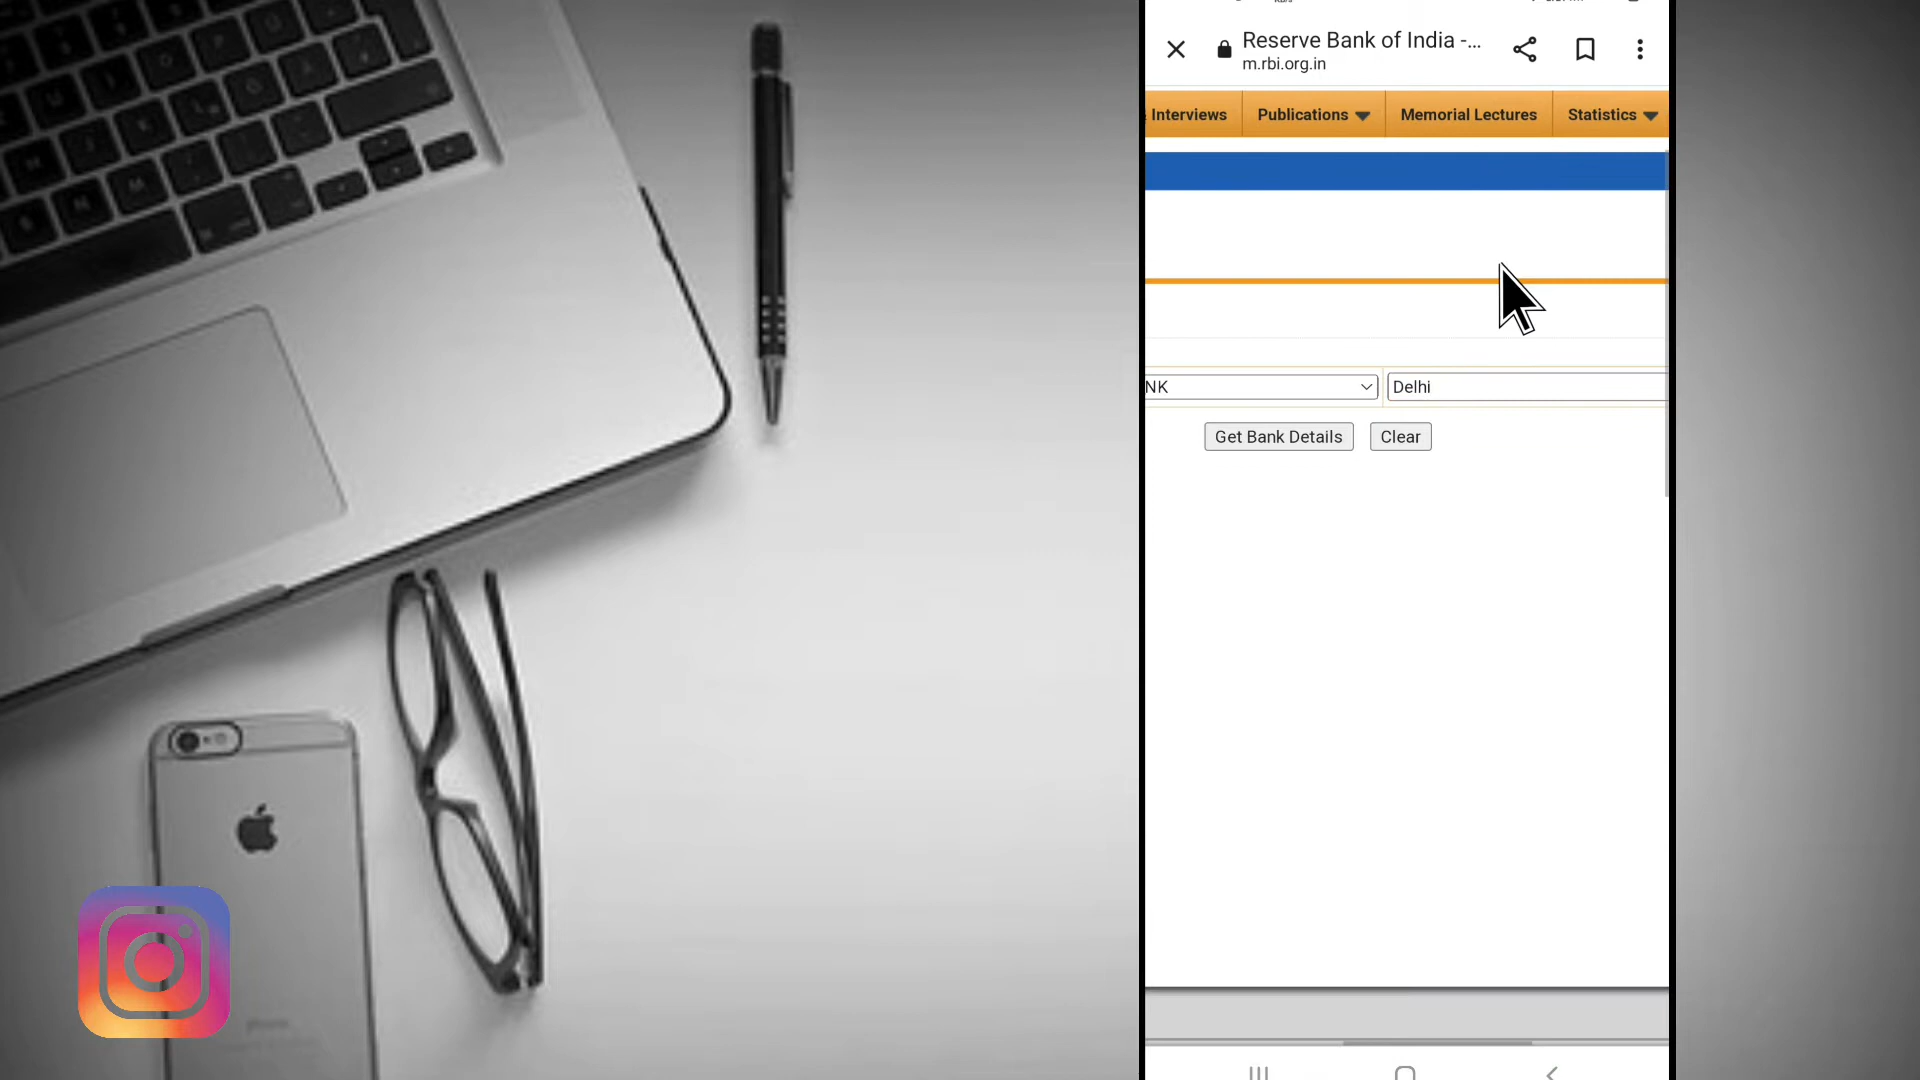 Reserve Bank of India -...
m.rbi.org.in
Interviews
Publications
Memorial Lectures
Statistics
NK
Delhi
Get Bank Details
Clear